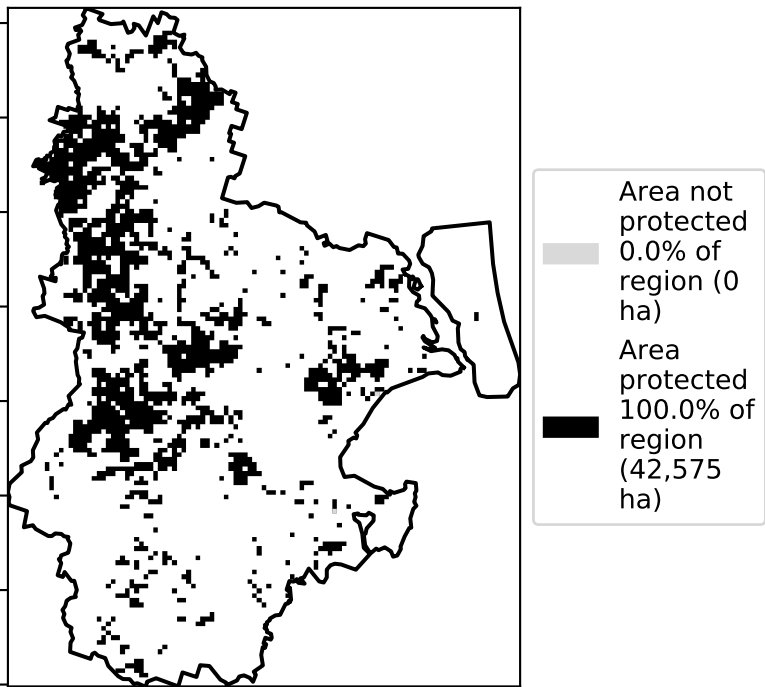 Area not
protected
0.0% of
region (0
ha)
Area
protected
100.0% of
region
(42,575
ha)